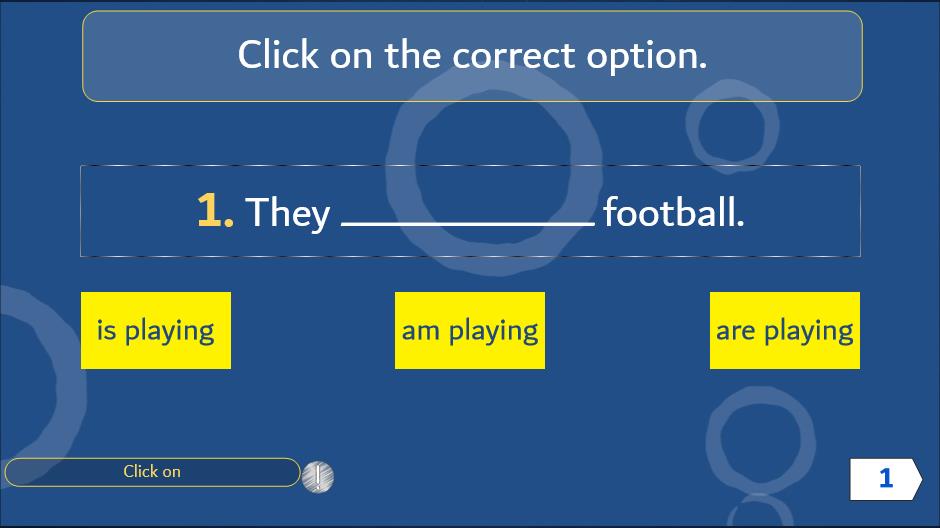 Click on the correct option.
1. They ____________ football.
is playing
am playing
are playing
Click on
!
1